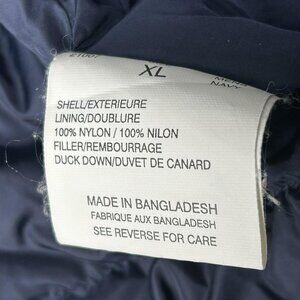 XL
NAVY
SHELL/EXTERIEURE
LINING/DOUBLURE
100% NYLON / 100% NILON
FILLER/REMBOURRAGE
DUCK DOWN/DUVET DE CANARD
MADE IN BANGLADESH
FABRIQUE AUX BANGLADESH
SEE REVERSE FOR CARE